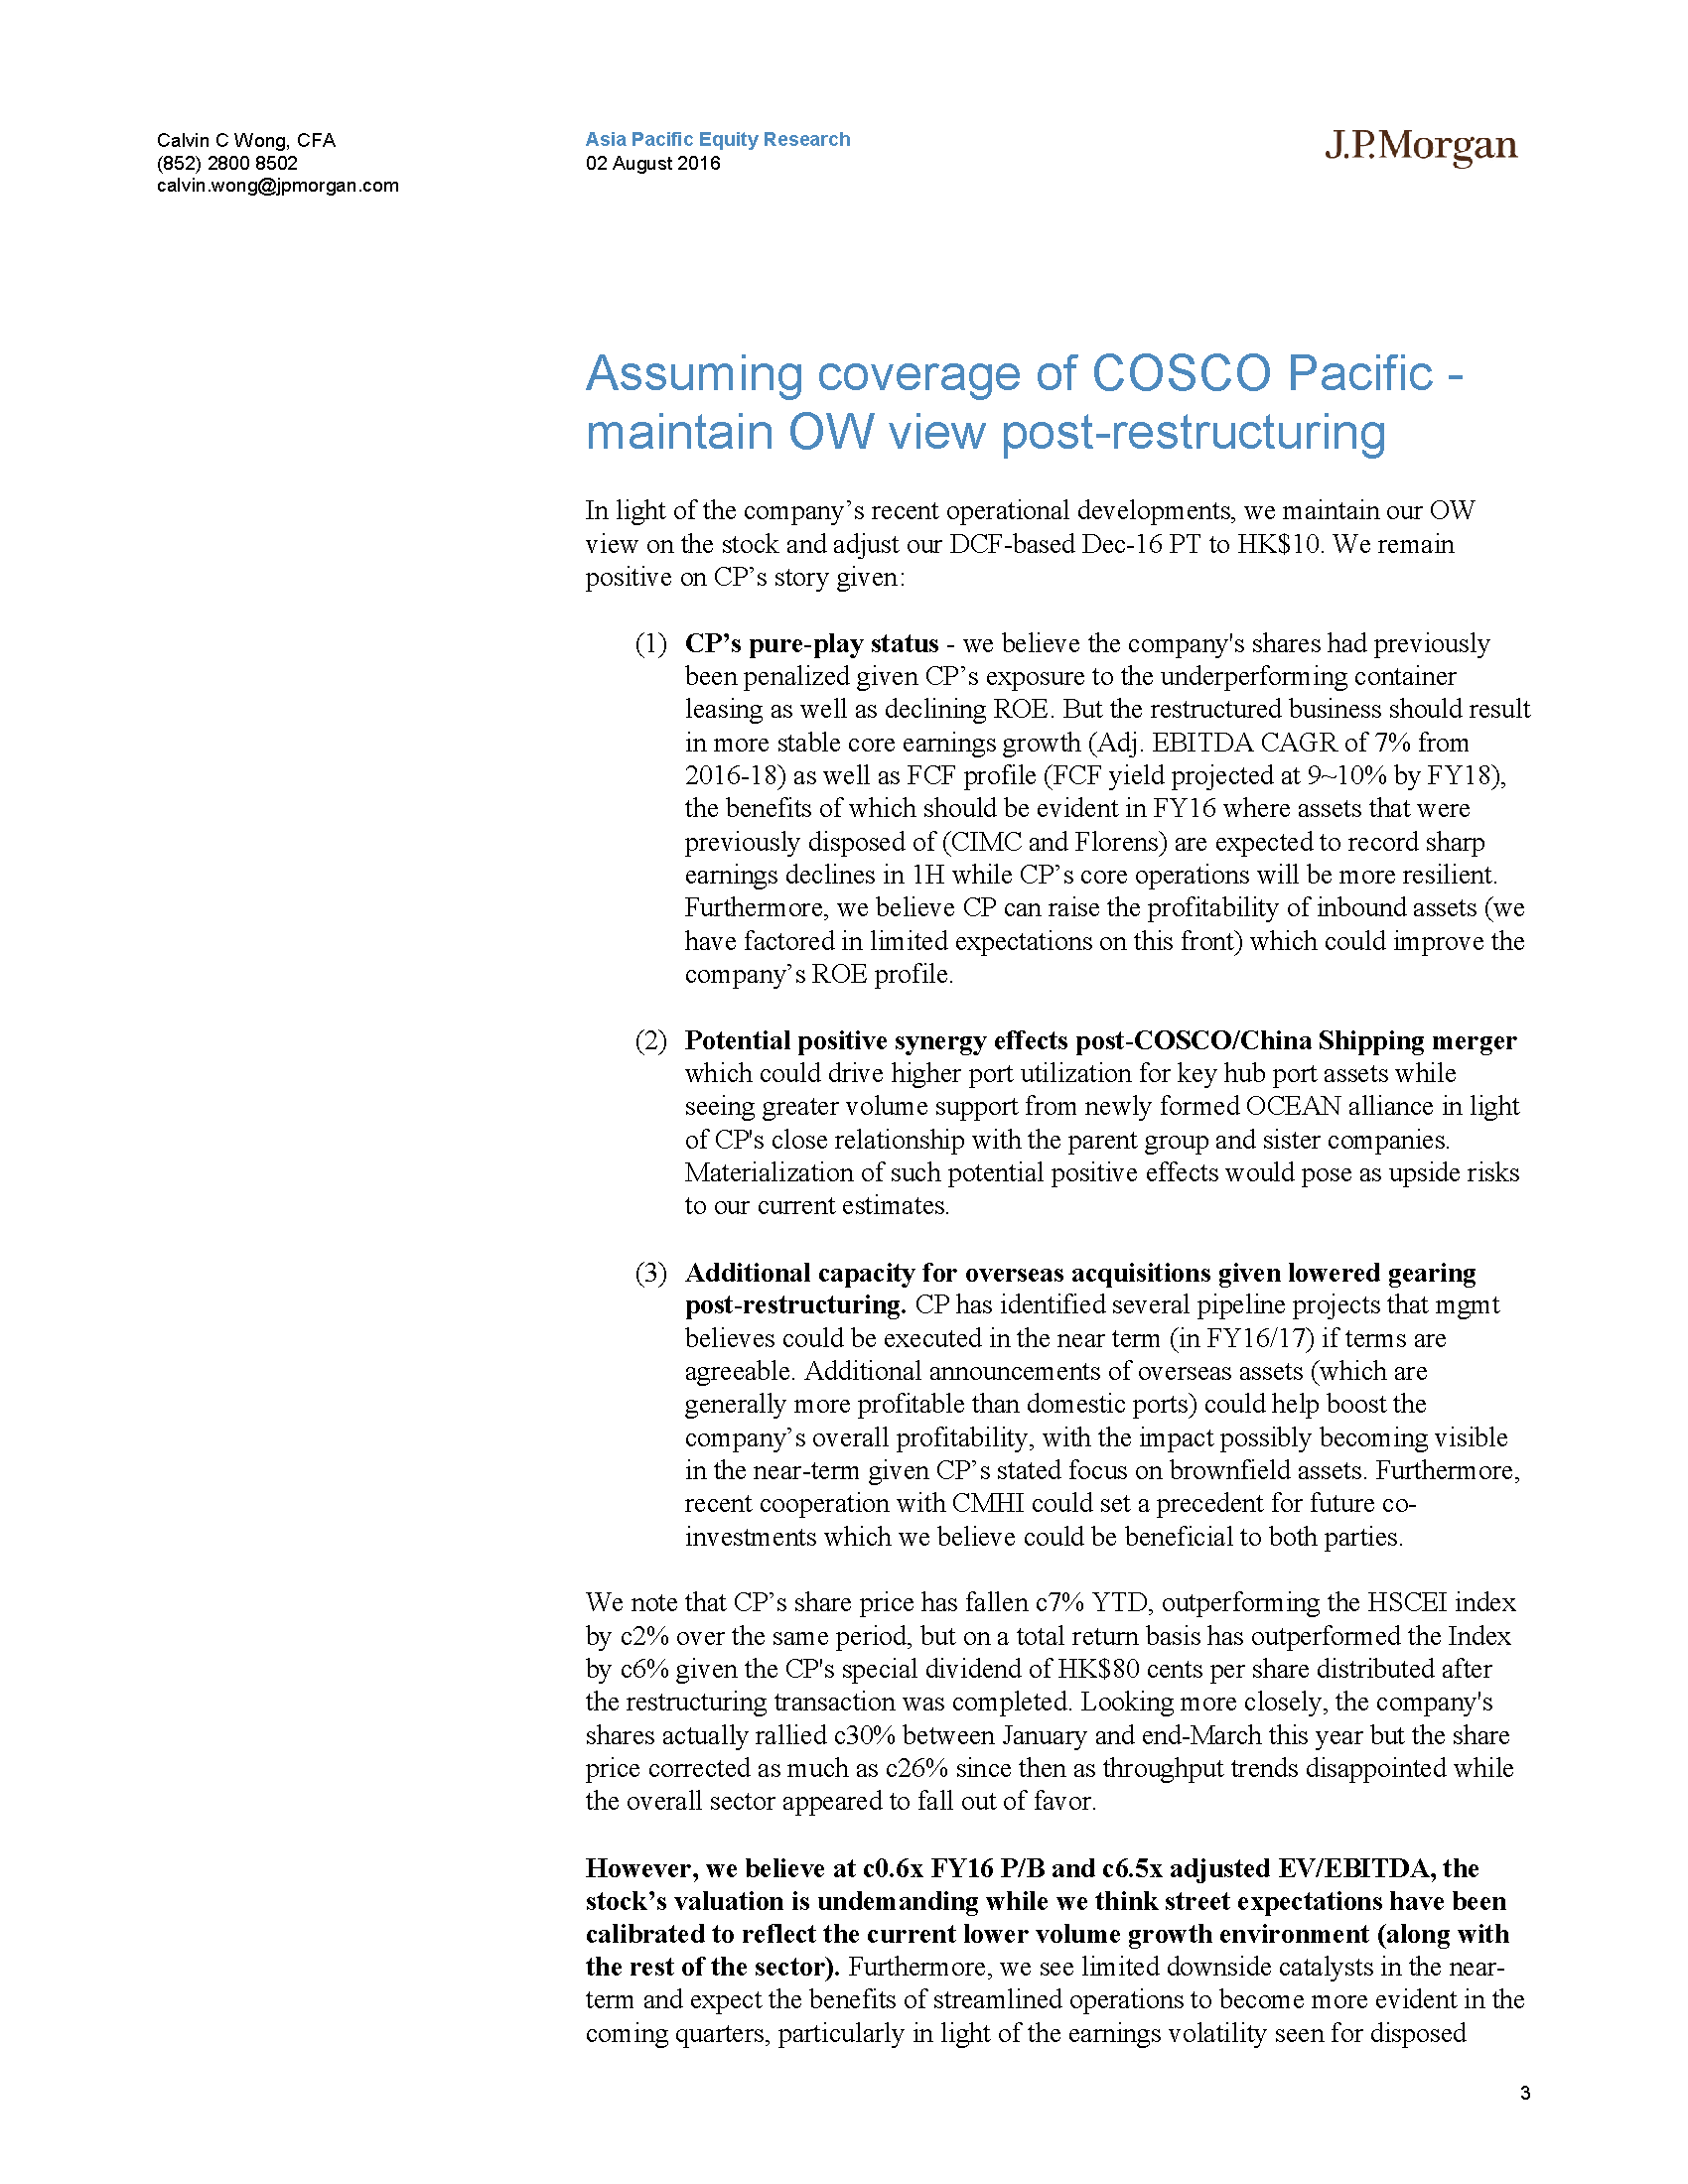 Calvin C Wong, CFA
(852) 2800 8502
calvin.wong@jpmorgan.com
Asia Pacific Equity Research
02 August 2016
J.P.Morgan
Assuming coverage of COSCO Pacific -
maintain OW view post-restructuring
In light of the company’s recent operational developments, we maintain our OW
view on the stock and adjust our DCF-based Dec-16 PT to HK$10. We remain
positive on CP’s story given:
(1) CP’s pure-play status - we believe the company's shares had previously
been penalized given CP’s exposure to the underperforming container
leasing as well as declining ROE. But the restructured business should result
in more stable core earnings growth (Adj. EBITDA CAGR of 7% from
2016-18) as well as FCF profile (FCF yield projected at 9~10% by FY18),
the benefits of which should be evident in FY16 where assets that were
previously disposed of (CIMC and Florens) are expected to record sharp
earnings declines in 1H while CP’s core operations will be more resilient.
Furthermore, we believe CP can raise the profitability of inbound assets (we
have factored in limited expectations on this front) which could improve the
company’s ROE profile.
(2) Potential positive synergy effects post-COSCO/China Shipping merger
which could drive higher port utilization for key hub port assets while
seeing greater volume support from newly formed OCEAN alliance in light
of CP's close relationship with the parent group and sister companies.
Materialization of such potential positive effects would pose as upside risks
to our current estimates.
(3) Additional capacity for overseas acquisitions given lowered gearing
post-restructuring. CP has identified several pipeline projects that mgmt
believes could be executed in the near term (in FY16/17) if terms are
agreeable. Additional announcements of overseas assets (which are
generally more profitable than domestic ports) could help boost the
company’s overall profitability, with the impact possibly becoming visible
in the near-term given CP’s stated focus on brownfield assets. Furthermore,
recent cooperation with CMHI could set a precedent for future co-
investments which we believe could be beneficial to both parties.
We note that CP’s share price has fallen c7% YTD, outperforming the HSCEI index
by c2% over the same period, but on a total return basis has outperformed the Index
by c6% given the CP's special dividend of HK$80 cents per share distributed after
the restructuring transaction was completed. Looking more closely, the company's
shares actually rallied c30% between January and end-March this year but the share
price corrected as much as c26% since then as throughput trends disappointed while
the overall sector appeared to fall out of favor.
However, we believe at c0.6x FY16 P/B and c6.5x adjusted EV/EBITDA, the
stock’s valuation is undemanding while we think street expectations have been
calibrated to reflect the current lower volume growth environment (along with
the rest of the sector). Furthermore, we see limited downside catalysts in the near-
term and expect the benefits of streamlined operations to become more evident in the
coming quarters, particularly in light of the earnings volatility seen for disposed
3